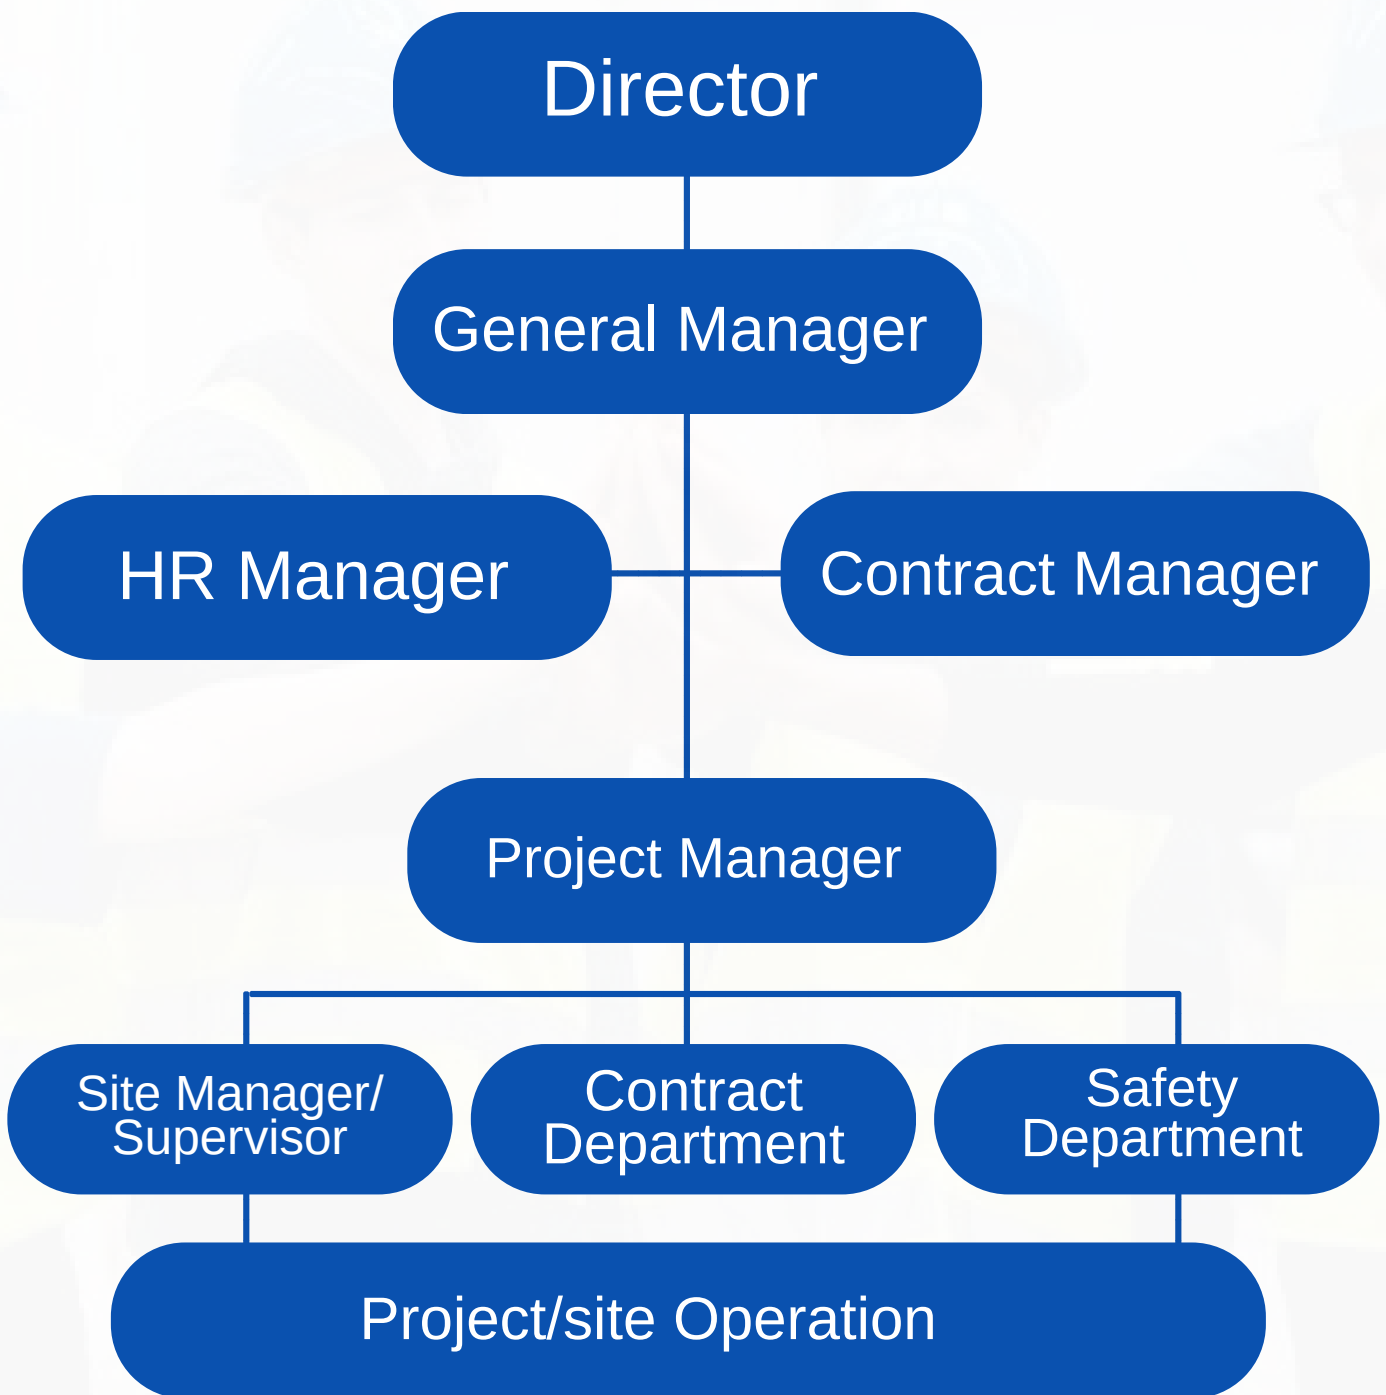 Director
General Manager
HR Manager
Contract Manager
Project Manager
Site Manager/
Supervisor
Contract
Department
Safety
Department
Project/site Operation